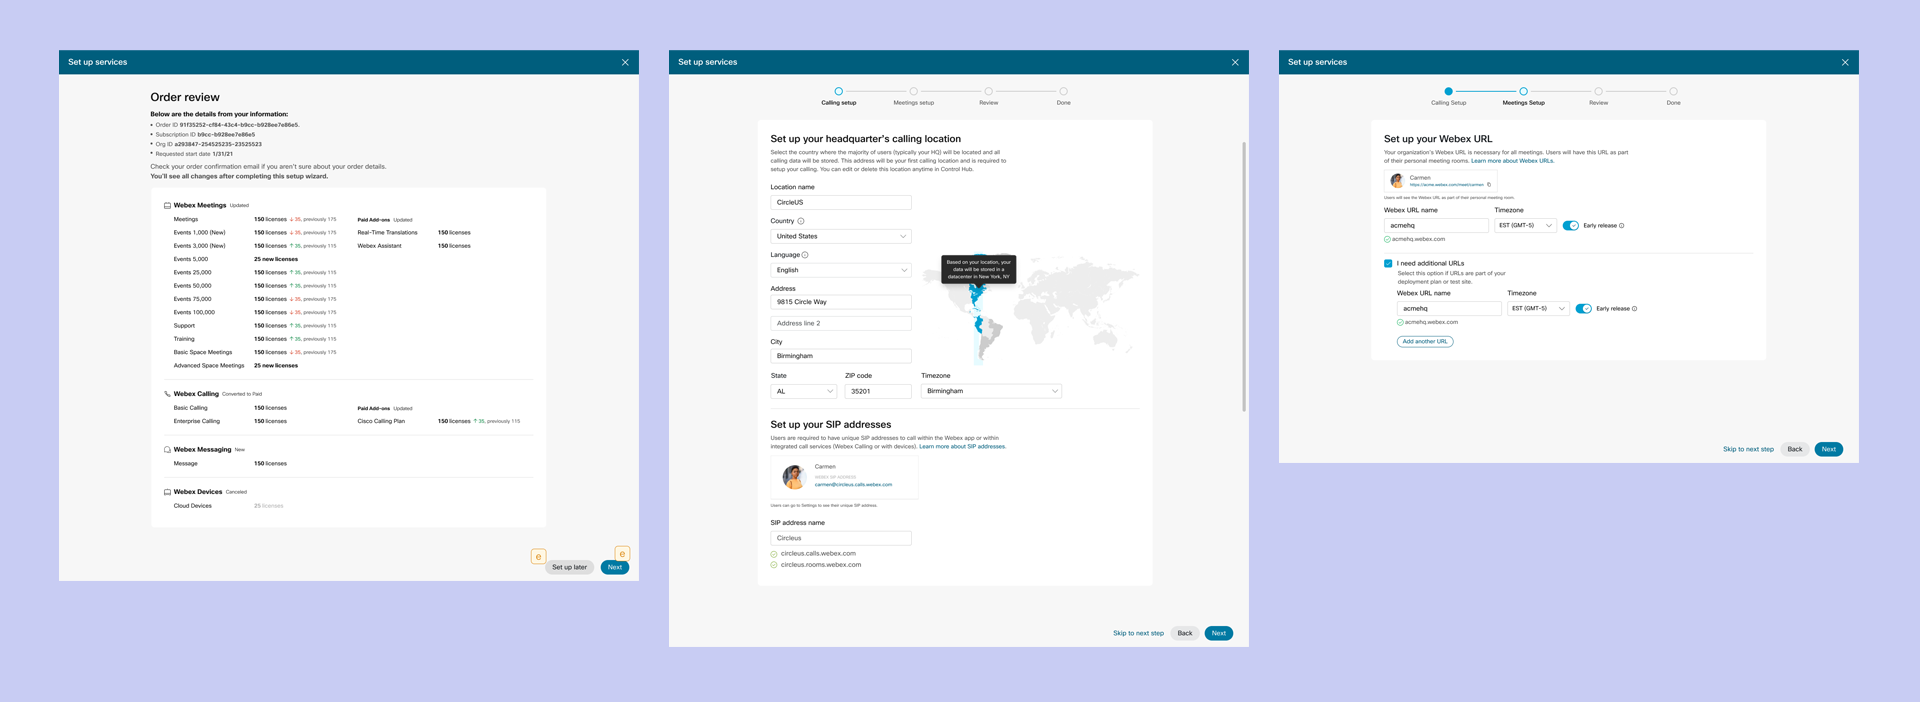 Set up services
Order review
Below are the details from your information:
• Order ID 91f35252-cf84-43c4-b9cc-b928ee7e86e5.
• Subscription ID b9cc-b928ee7e86e5
• Org ID a293847-254525235-23525523
• Requested start date 1/31/21
Check your order confirmation email if you aren't sure about your order details.
You'll see all changes after completing this setup wizard.
Webex Meetings Updated
Meetings 150 licenses ↓ 35, previously 175 Paid Add-ons Updated
Events 1,000 (New) 150 licenses ↓ 35, previously 175 Real-Time Translations 150 licenses
Events 3,000 (New) 150 licenses ↑ 35, previously 115 Webex Assistant 150 licenses
Events 5,000 25 new licenses
Events 25,000 150 licenses ↑ 35, previously 115
Events 50,000 150 licenses ↑ 35, previously 115
Events 75,000 150 licenses ↓ 35, previously 175
Events 100,000 150 licenses ↓ 35, previously 175
Support 150 licenses ↑ 35, previously 115
Training 150 licenses ↑ 35, previously 115
Basic Space Meetings 150 licenses ↓ 35, previously 175
Advanced Space Meetings 25 new licenses
Webex Calling Converted to Paid
Basic Calling 150 licenses Paid Add-ons Updated
Enterprise Calling 150 licenses Cisco Calling Plan 150 licenses ↑ 35, previously 115
Webex Messaging New
Message 150 licenses
Webex Devices Canceled
Cloud Devices 25 licenses
e e
Set up later Next
Set up services
Calling setup Meetings setup Review Done
Set up your headquarter's calling location
Select the country where the majority of users (typically your HQ) will be located and all
calling data will be stored. This address will be your first calling location and is required to
setup your calling. You can edit or delete this location anytime in Control Hub.
Location name
CircleUS
Country
United States
Language
English
Based on your location, your
data will be stored in a
datacenter in New York, NY
Address
9815 Circle Way
Address line 2
City
Birmingham
State ZIP code Timezone
AL 35201 Birmingham
Set up your SIP addresses
Users are required to have unique SIP addresses to call within the Webex app or within
integrated call services (Webex Calling or with devices). Learn more about SIP addresses.
Carmen
WEBEX SIP ADDRESS
carmen@circleus.calls.webex.com
Users can go to Settings to see their unique SIP address.
SIP address name
Circleus
circleus.calls.webex.com
circleus.rooms.webex.com
Skip to next step Back Next
Set up services
Calling Setup Meetings Setup Review Done
Set up your Webex URL
Your organization's Webex URL is necessary for all meetings. Users will have this URL as part
of their personal meeting rooms. Learn more about Webex URLs.
Carmen
https://acme.webex.com/meet/carmen
Users will see the Webex URL as part of their personal meeting room.
Webex URL name Timezone
acmehq EST (GMT-5) Early release
acmehq.webex.com
I need additional URLs
Select this option if URLs are part of your
deployment plan or test site.
Webex URL name Timezone
acmehq EST (GMT-5) Early release
acmehq.webex.com
Add another URL
Skip to next step Back Next